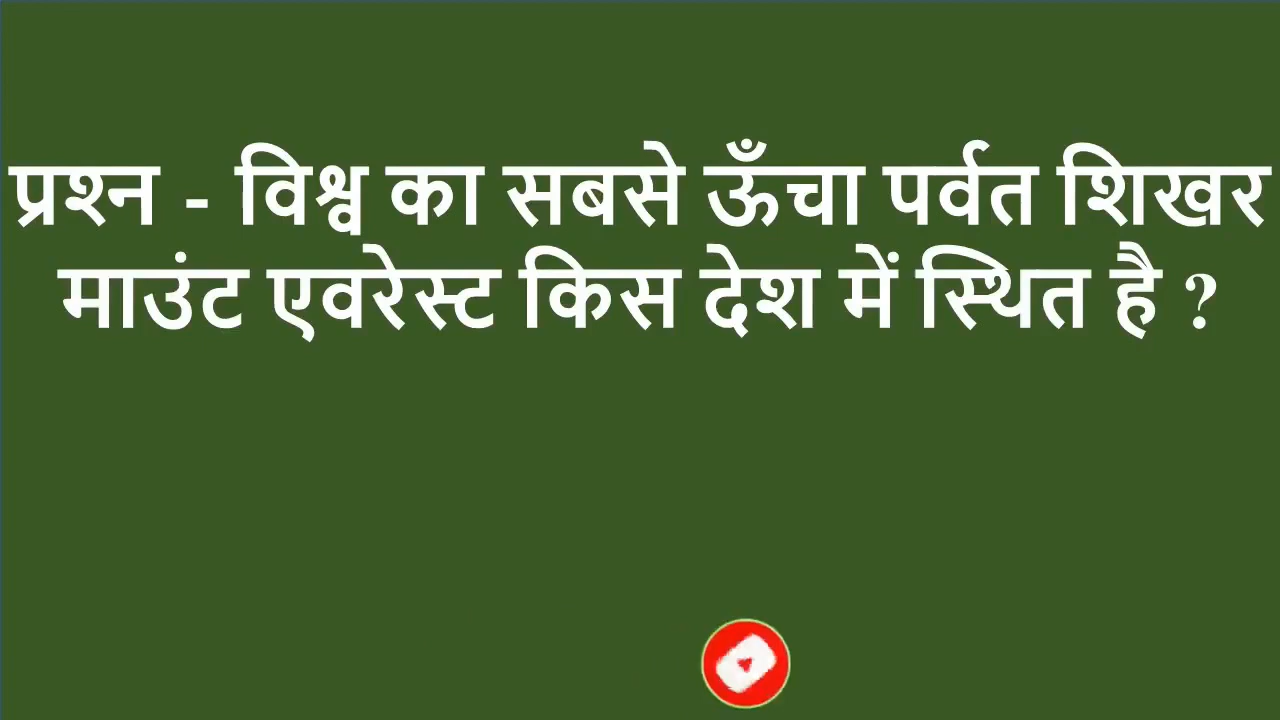 प्रश्न - विश्व का सबसे ऊँचा पर्वत शिखर
माउंट एवरेस्ट किस देश में स्थित है ?